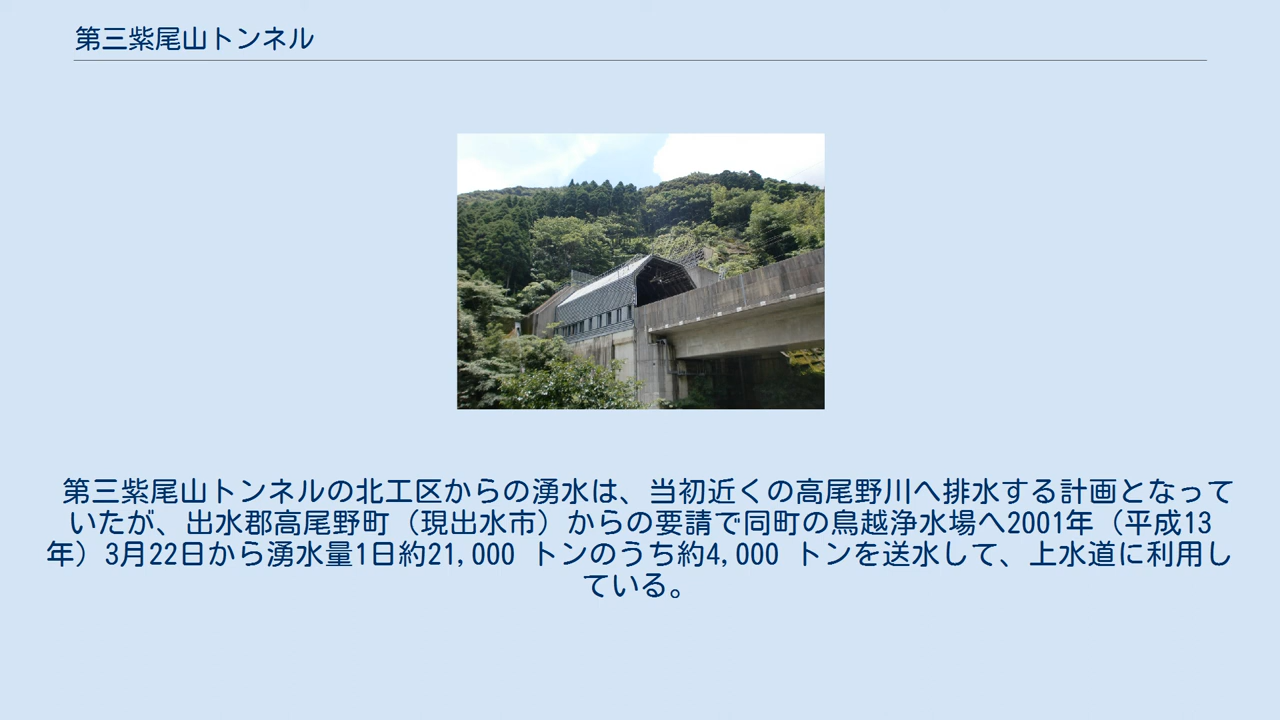 第三紫尾山トンネル
第三紫尾山トンネルの北工区からの湧水は、当初近くの高尾野川へ排水する計画となって
いたが、出水郡高尾野町（現出水市）からの要請で同町の鳥越浄水場へ2001年（平成13
年）3月22日から湧水量1日約21,000 トンのうち約4,000 トンを送水して、上水道に利用し
ている。